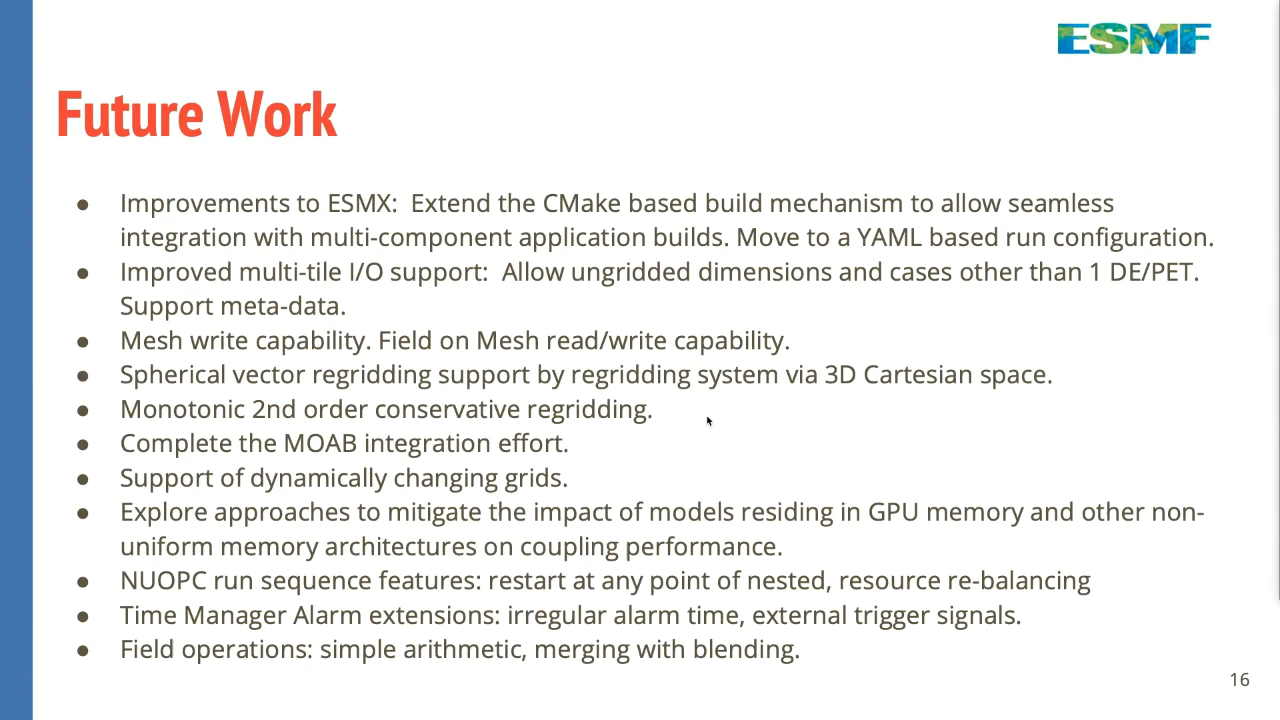 ESMF
Future Work
● Improvements to ESMX:  Extend the CMake based build mechanism to allow seamless
integration with multi-component application builds. Move to a YAML based run configuration.
● Improved multi-tile I/O support:  Allow ungridded dimensions and cases other than 1 DE/PET.
Support meta-data.
● Mesh write capability. Field on Mesh read/write capability.
● Spherical vector regridding support by regridding system via 3D Cartesian space.
● Monotonic 2nd order conservative regridding.
● Complete the MOAB integration effort.
● Support of dynamically changing grids.
● Explore approaches to mitigate the impact of models residing in GPU memory and other non-
uniform memory architectures on coupling performance.
● NUOPC run sequence features: restart at any point of nested, resource re-balancing
● Time Manager Alarm extensions: irregular alarm time, external trigger signals.
● Field operations: simple arithmetic, merging with blending.
16